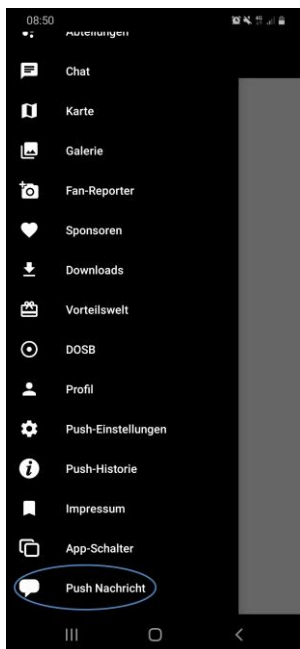 08:50
Abteilungen
Chat
Karte
Galerie
Fan-Reporter
Sponsoren
Downloads
Vorteilswelt
DOSB
Profil
Push-Einstellungen
Push-Historie
Impressum
App-Schalter
Push Nachricht